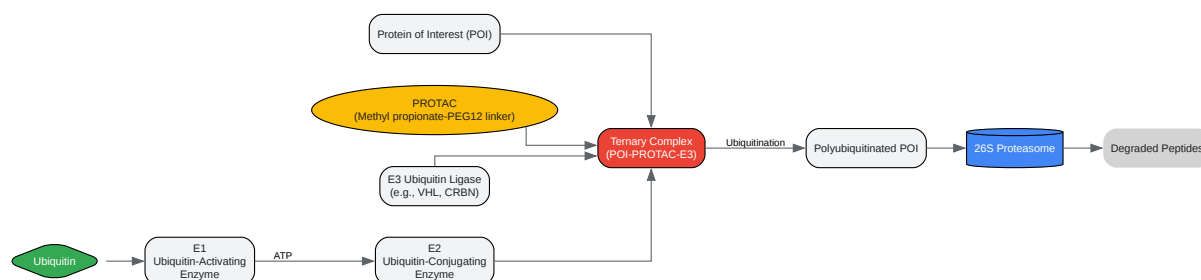 Protein of Interest (POI)
PROTAC
(Methyl propionate-PEG12 linker)
Ternary Complex
(POI-PROTAC-E3)
Ubiquitination
Polyubiquitinated POI
26S Proteasome
Degraded Peptides
E3 Ubiquitin Ligase
(e.g., VHL, CRBN)
Ubiquitin
E1
Ubiquitin-Activating
Enzyme
ATP
E2
Ubiquitin-Conjugating
Enzyme